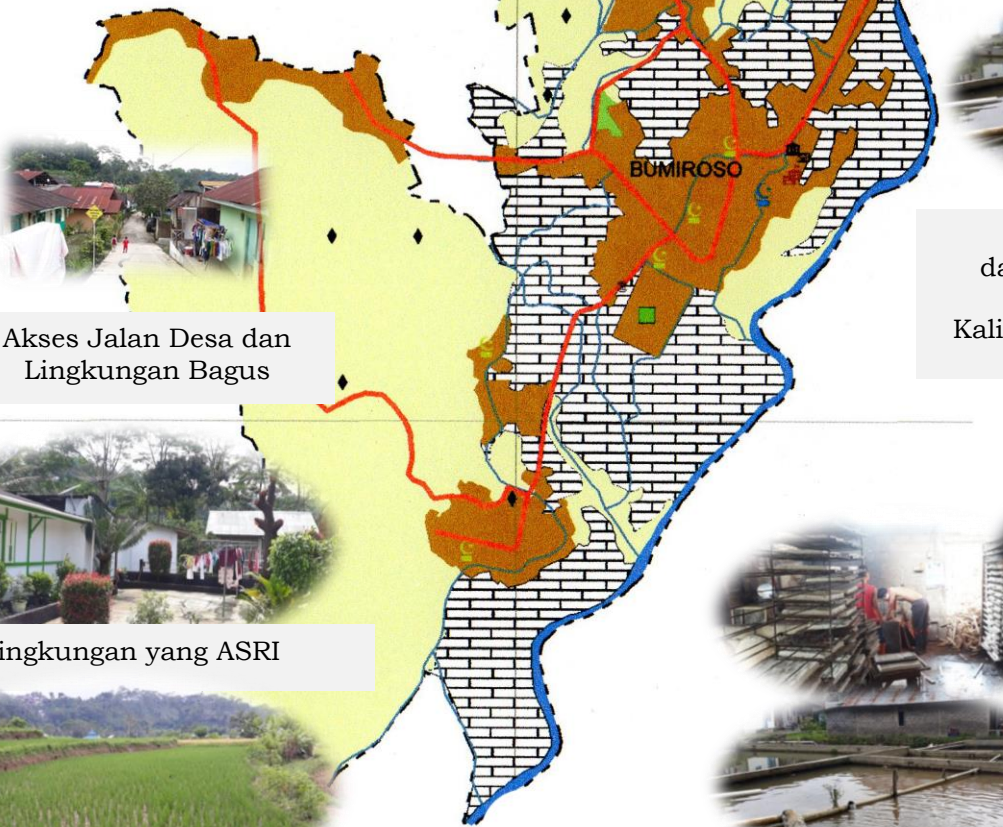 BUMIROSO
da
Kali
Akses Jalan Desa dan
Lingkungan Bagus
ingkungan yang ASRI